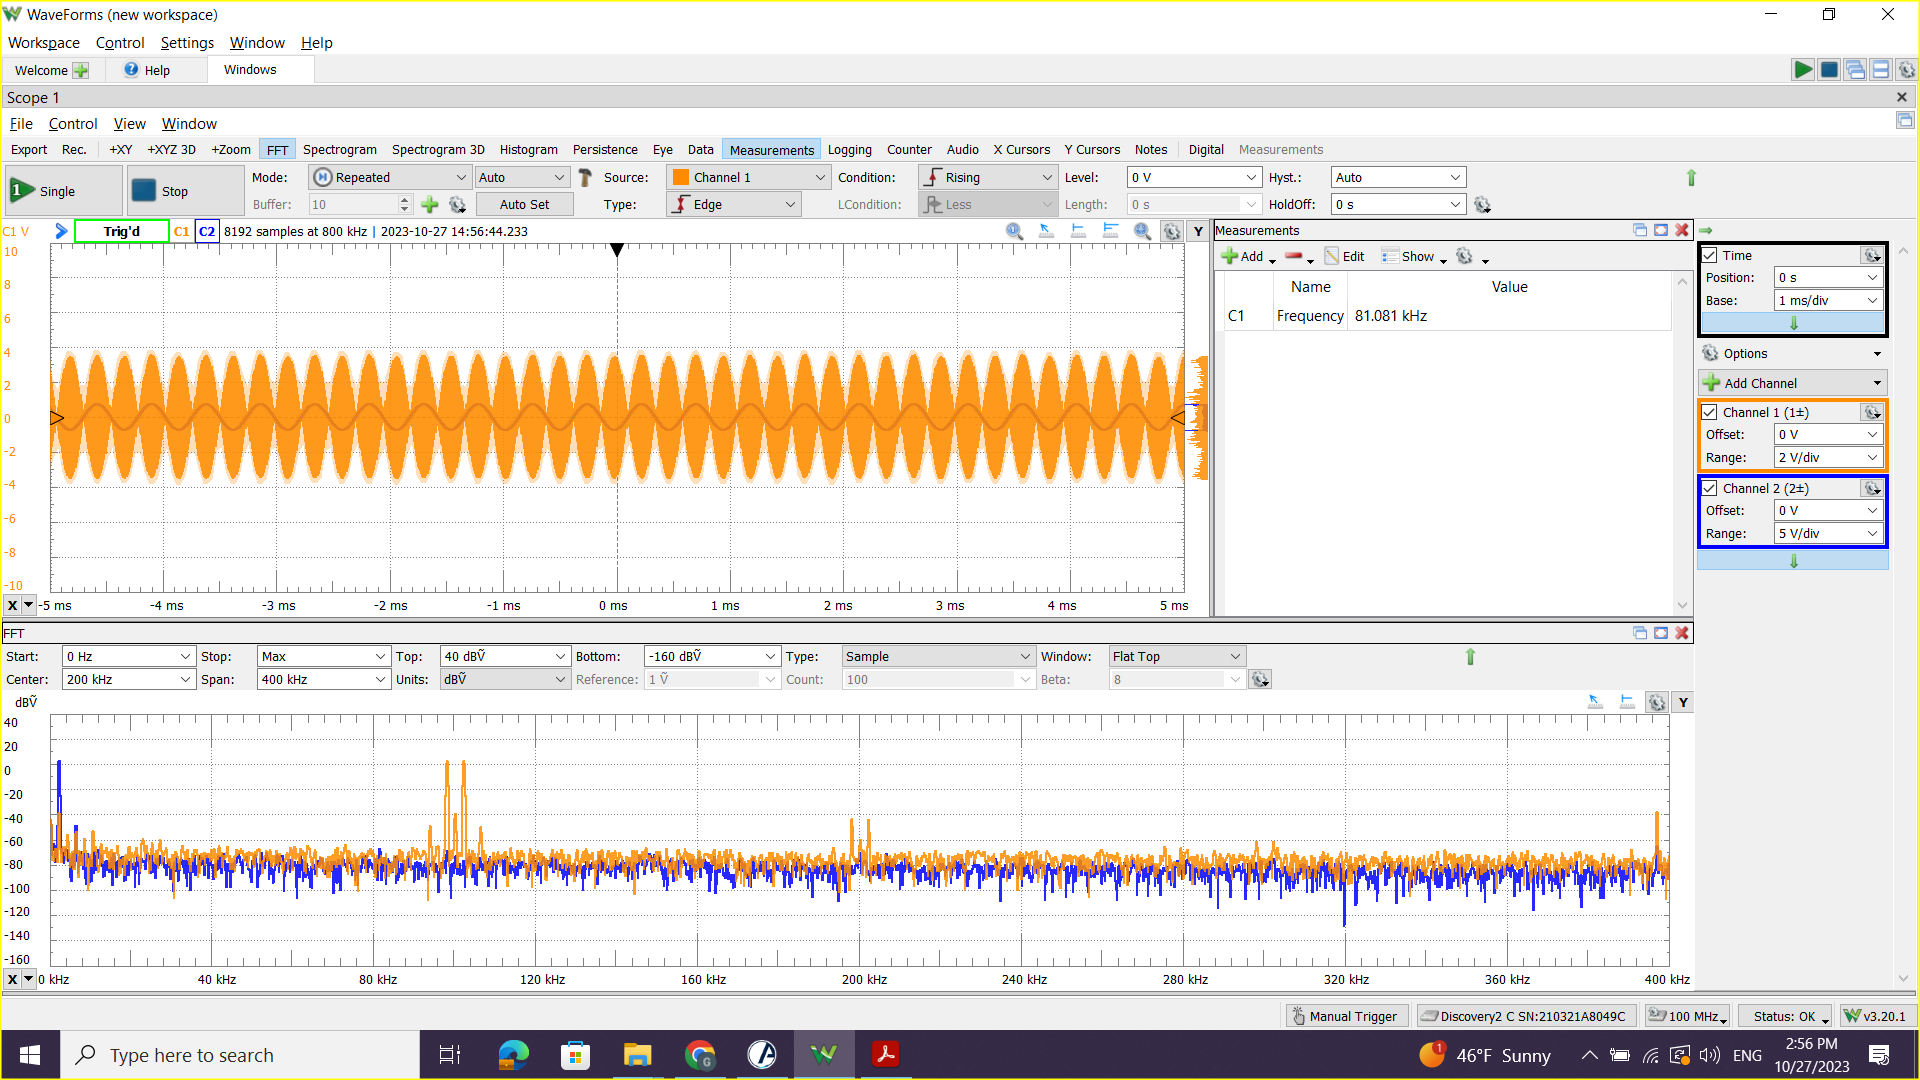 WaveForms (new workspace)
Workspace Control Settings Window Help
Welcome Help Windows
Scope 1
File Control View Window
Export Rec. +XY +XYZ 3D +Zoom FFT Spectrogram Spectrogram 3D Histogram Persistence Eye Data Measurements Logging Counter Audio X Cursors Y Cursors Notes Digital Measurements
1 Single Stop Mode: Repeated Auto Source: Channel 1 Condition: Rising Level: 0 V Hyst.: Auto
Buffer: 10 Auto Set Type: Edge LCondition: Less Length: 0 s HoldOff: 0 s
C1 V Trig'd C1 C2 8192 samples at 800 kHz | 2023-10-27 14:56:44.233 Y
10
8
6
4
2
0
-2
-4
-6
-8
-10
X -5 ms -4 ms -3 ms -2 ms -1 ms 0 ms 1 ms 2 ms 3 ms 4 ms 5 ms
Measurements
Add Edit Show
Name Value
C1 Frequency 81.081 kHz
Time
Position: 0 s
Base: 1 ms/div
Options
Add Channel
Channel 1 (1±)
Offset: 0 V
Range: 2 V/div
Channel 2 (2±)
Offset: 0 V
Range: 5 V/div
FFT
Start: 0 Hz Stop: Max Top: 40 dBṼ Bottom: -160 dBṼ Type: Sample Window: Flat Top
Center: 200 kHz Span: 400 kHz Units: dBṼ Reference: 1 Ṽ Count: 100 Beta: 8
dBṼ Y
40
20
0
-20
-40
-60
-80
-100
-120
-140
-160
X 0 kHz 40 kHz 80 kHz 120 kHz 160 kHz 200 kHz 240 kHz 280 kHz 320 kHz 360 kHz 400 kHz
Manual Trigger Discovery2 C SN:210321A8049C 100 MHz Status: OK v3.20.1
Type here to search 1 46°F Sunny ENG 2:56 PM
10/27/2023